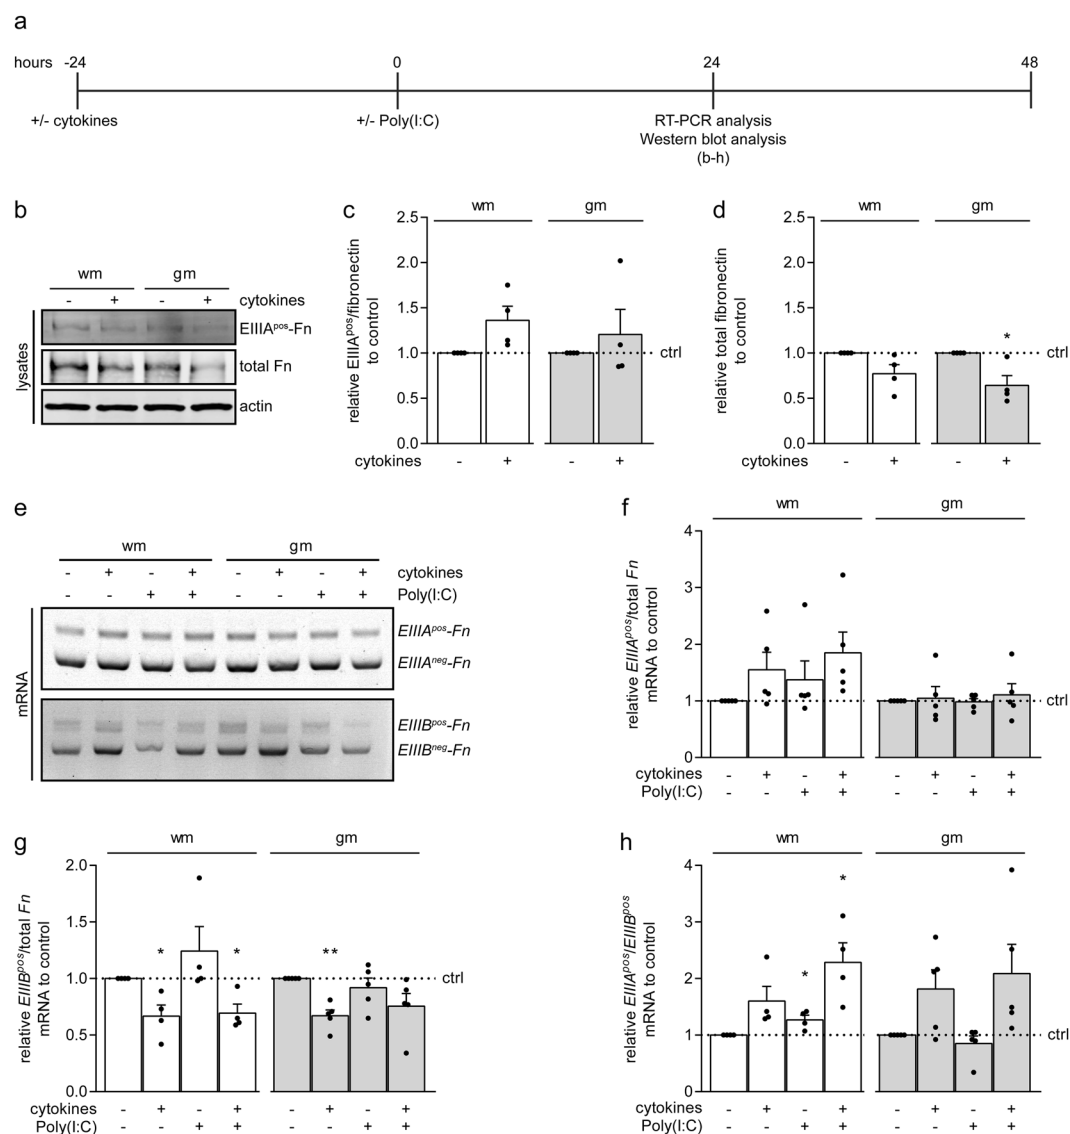 a
hours -24 0 24 48
+/- cytokines +/- Poly(I:C) RT-PCR analysis
Western blot analysis
(b-h)
b
wm gm
- + - + cytokines
EIIIApos-Fn
total Fn
actin
lysates
c
wm gm
relative EIIIApos/fibronectin
to control
2.5
2.0
1.5
1.0
0.5
0.0
ctrl
cytokines - + - +
d
wm gm
relative total fibronectin
to control
2.5
2.0
1.5
1.0
0.5
0.0
*
ctrl
cytokines - + - +
e
wm gm
- + - + - + - + cytokines
- - + + - - + + Poly(I:C)
EIIIApos-Fn
EIIIAneg-Fn
EIIIBpos-Fn
EIIIBneg-Fn
mRNA
f
wm gm
relative EIIIApos/total Fn
mRNA to control
4
3
2
1
0
ctrl
cytokines - + - + - + - +
Poly(I:C) - - + + - - + +
g
wm gm
relative EIIIBpos/total Fn
mRNA to control
2.0
1.5
1.0
0.5
0.0
* * **
ctrl
cytokines - + - + - + - +
Poly(I:C) - - + + - - + +
h
wm gm
relative EIIIApos/EIIIBpos
mRNA to control
4
3
2
1
0
* *
ctrl
cytokines - + - + - + - +
Poly(I:C) - - + + - - + +